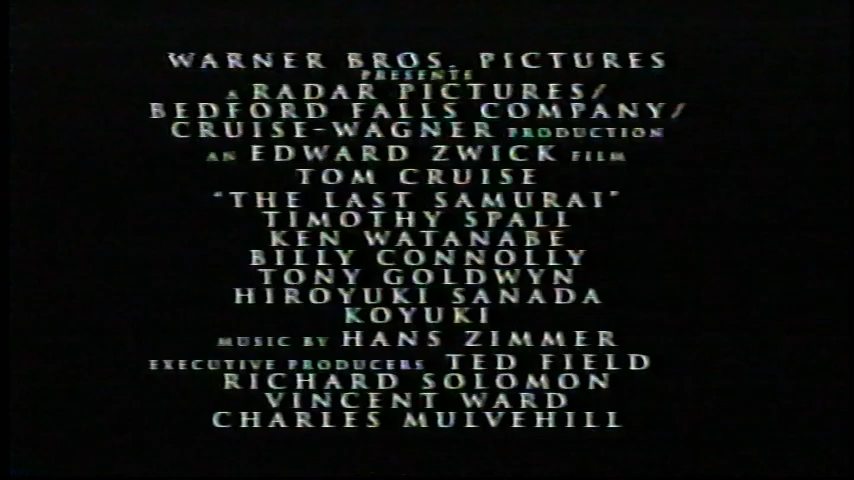 WARNER BROS. PICTURES
PRESENTS
A RADAR PICTURES/
BEDFORD FALLS COMPANY/
CRUISE-WAGNER PRODUCTION
AN EDWARD ZWICK FILM
TOM CRUISE
"THE LAST SAMURAI"
TIMOTHY SPALL
KEN WATANABE
BILLY CONNOLLY
TONY GOLDWYN
HIROYUKI SANADA
KOYUKI
MUSIC BY HANS ZIMMER
EXECUTIVE PRODUCERS TED FIELD
RICHARD SOLOMON
VINCENT WARD
CHARLES MULVEHILL